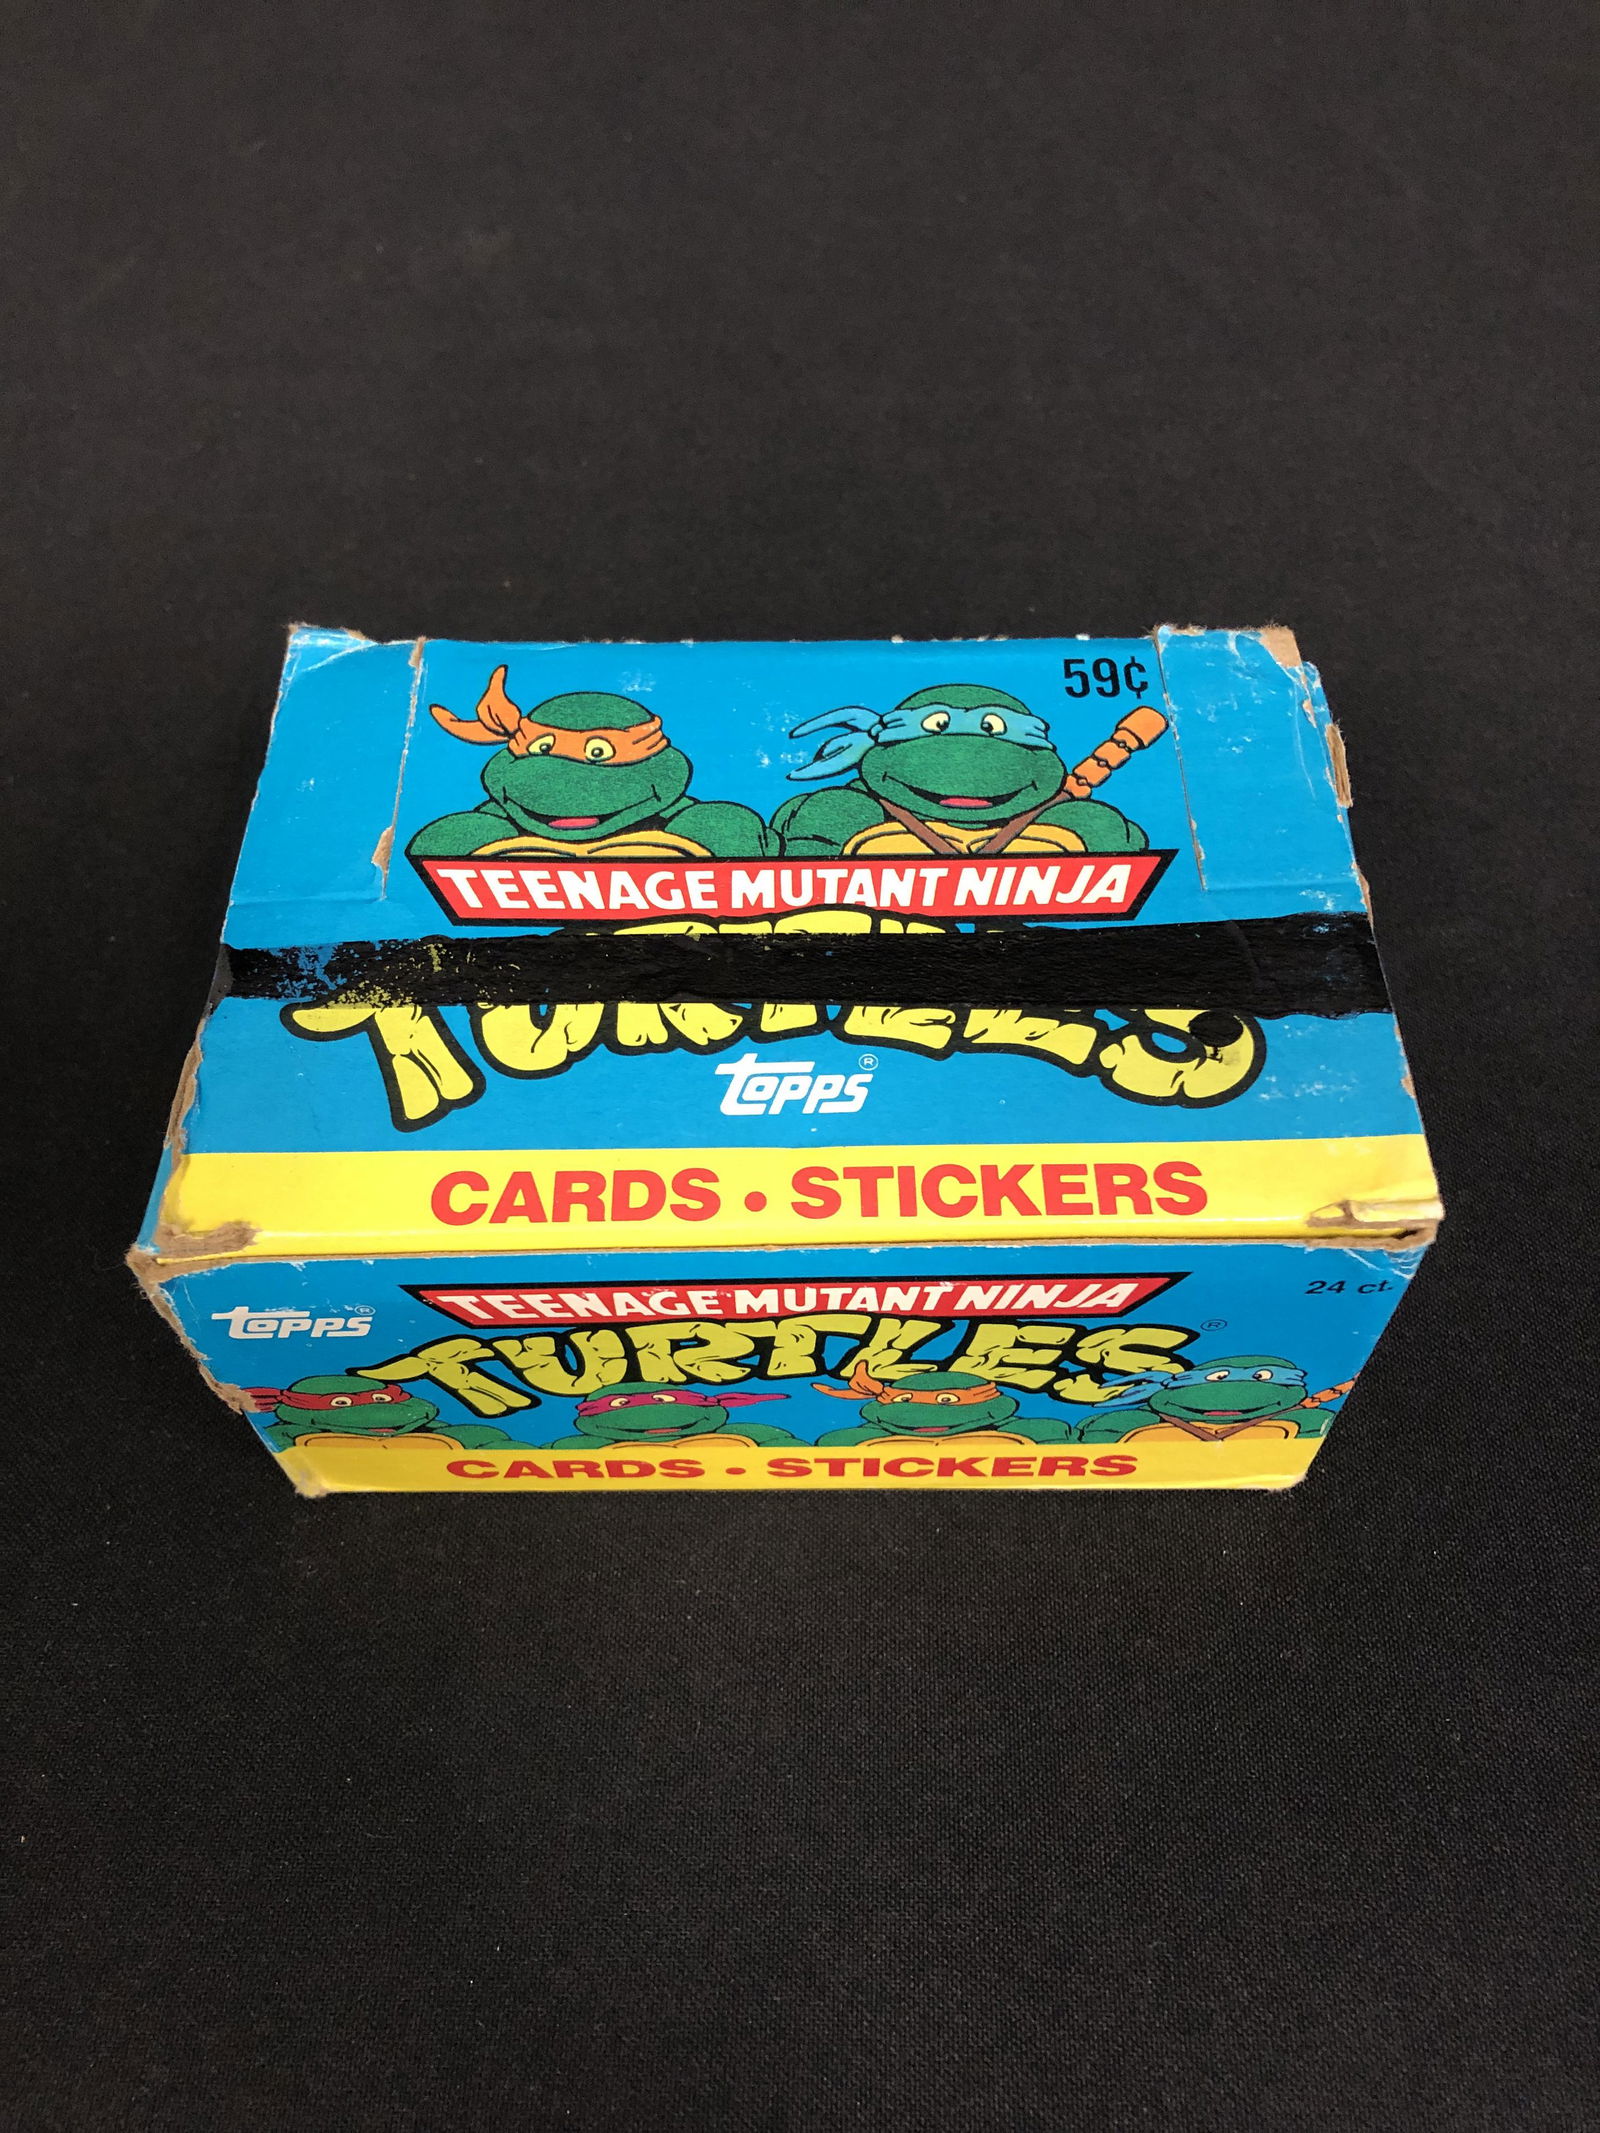 59¢
TEENAGE MUTANT NINJA
TURTLES
topps®
CARDS • STICKERS
topps®
TEENAGE MUTANT NINJA
24 ct.
TURTLES®
CARDS • STICKERS